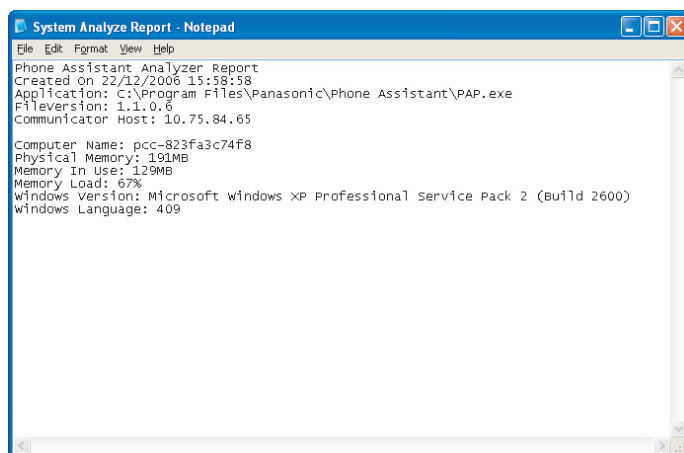 System Analyze Report - Notepad
File Edit Format View Help
Phone Assistant Analyzer Report
Created On 22/12/2006 15:58:58
Application: C:\Program Files\Panasonic\Phone Assistant\PAP.exe
FileVersion: 1.1.0.6
Communicator Host: 10.75.84.65
Computer Name: pcc-823fa3c74f8
Physical Memory: 191MB
Memory In Use: 129MB
Memory Load: 67%
Windows Version: Microsoft Windows XP Professional Service Pack 2 (Build 2600)
Windows Language: 409